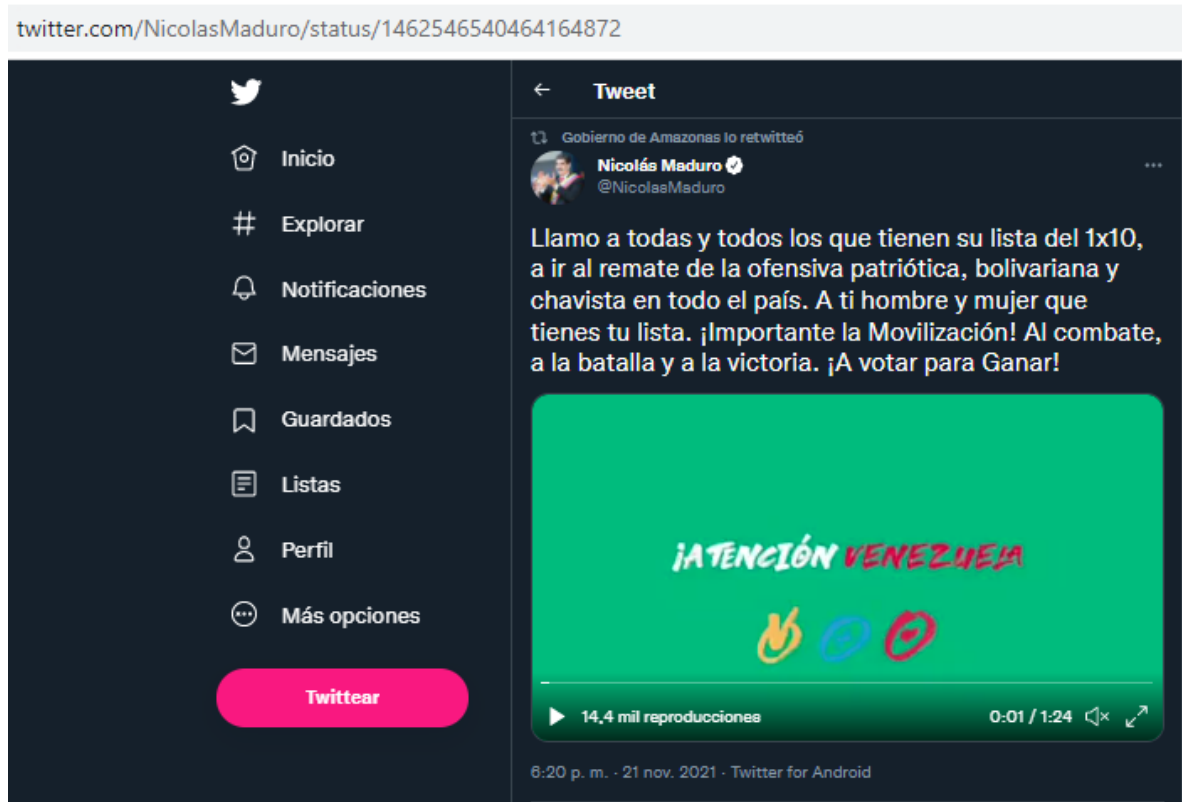 twitter.com/NicolasMaduro/status/1462546540464164872
Inicio
Explorar
Notificaciones
Mensajes
Guardados
Listas
Perfil
Más opciones
Twittear
Tweet
Gobierno de Amazonas lo retwitteó
Nicolás Maduro
@NicolasMaduro
Llamo a todas y todos los que tienen su lista del 1x10,
a ir al remate de la ofensiva patriótica, bolivariana y
chavista en todo el país. A ti hombre y mujer que
tienes tu lista. ¡Importante la Movilización! Al combate,
a la batalla y a la victoria. ¡A votar para Ganar!
¡ATENCIÓN VENEZUELA
14,4 mil reproducciones
0:01 / 1:24
6:20 p. m. · 21 nov. 2021 · Twitter for Android